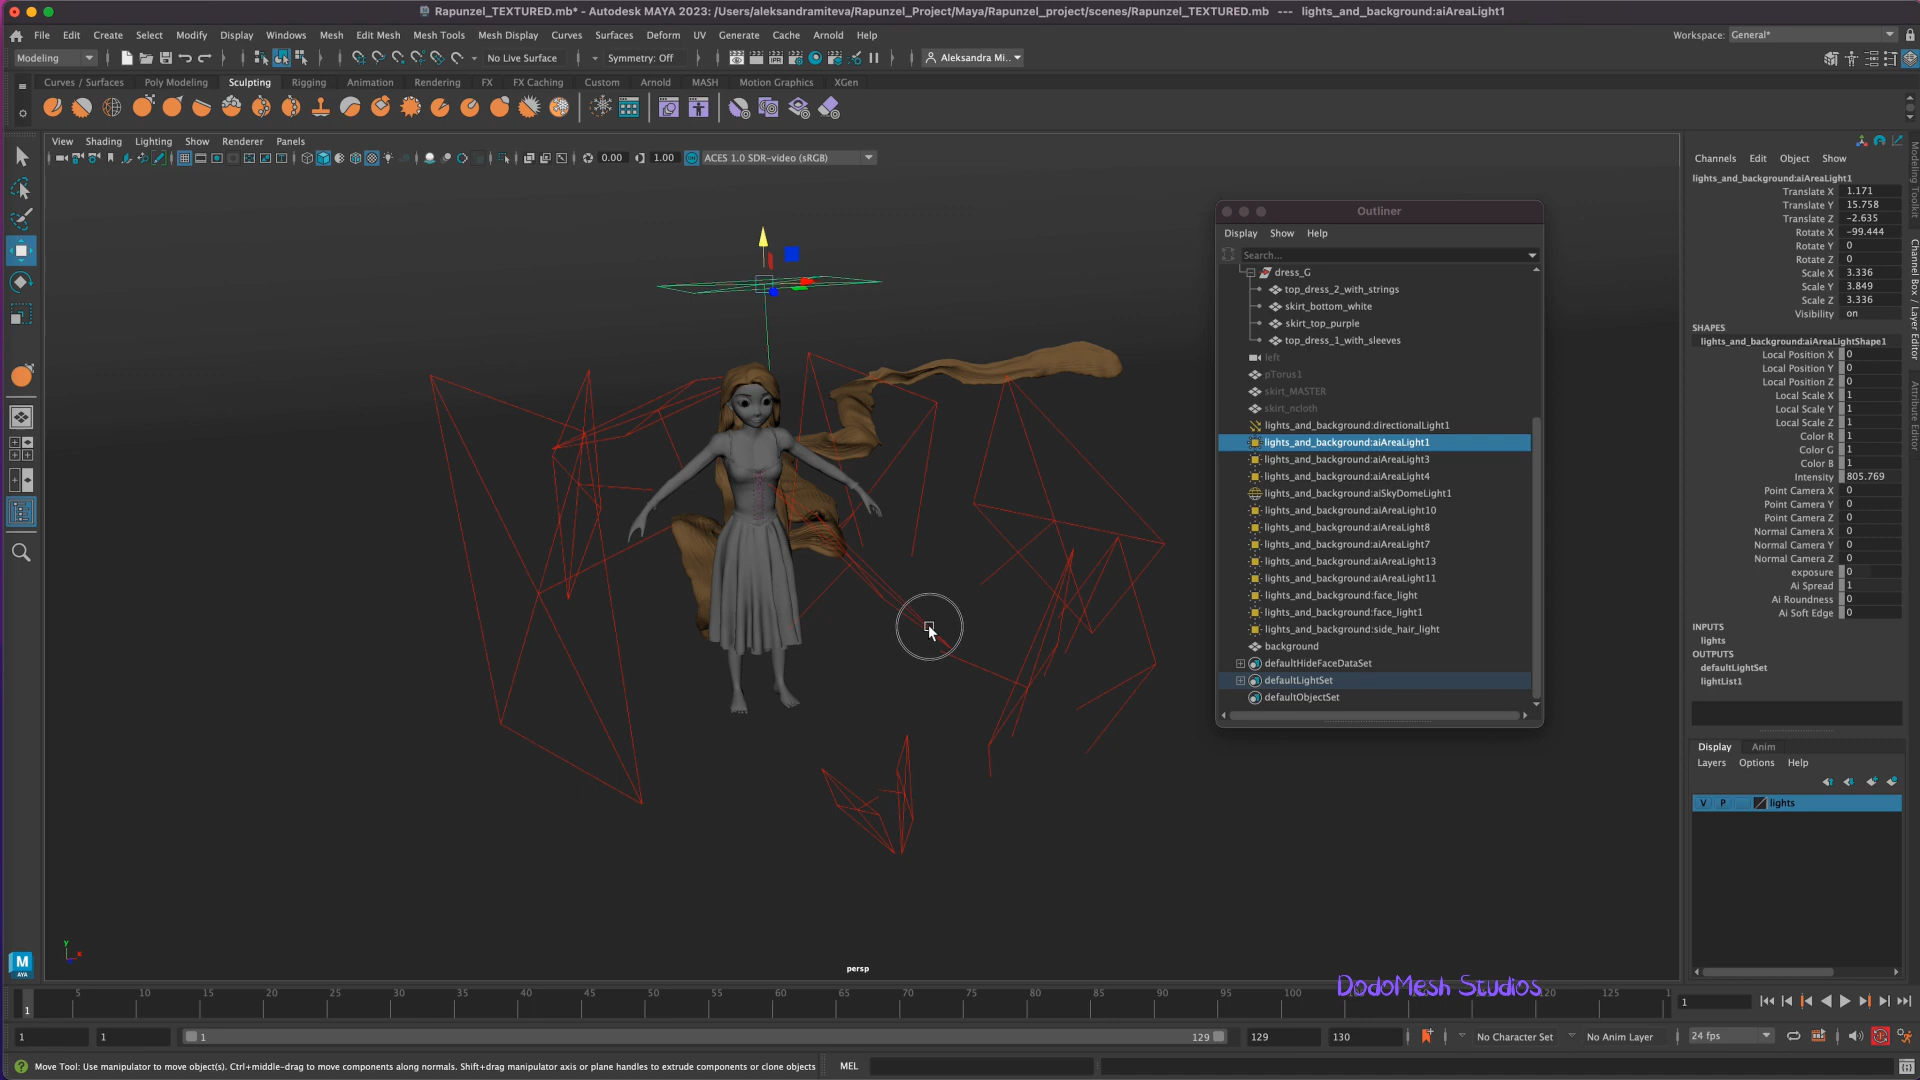 Rapunzel_TEXTURED.mb* - Autodesk MAYA 2023: /Users/aleksandramiteva/Rapunzel_Project/Maya/Rapunzel_project/scenes/Rapunzel_TEXTURED.mb --- lights_and_background:aiAreaLight1
File Edit Create Select Modify Display Windows Mesh Edit Mesh Mesh Tools Mesh Display Curves Surfaces Deform UV Generate Cache Arnold Help
Workspace: General*
Modeling
No Live Surface
Symmetry: Off
Aleksandra Mi..
Curves / Surfaces Poly Modeling Sculpting Rigging Animation Rendering FX FX Caching Custom Arnold MASH Motion Graphics XGen
View Shading Lighting Show Renderer Panels
0.00
1.00
ACES 1.0 SDR-video (sRGB)
Outliner
Display Show Help
Search...
dress_G
top_dress_2_with_strings
skirt_bottom_white
skirt_top_purple
top_dress_1_with_sleeves
left
pTorus1
skirt_MASTER
skirt_ncloth
lights_and_background:directionalLight1
lights_and_background:aiAreaLight1
lights_and_background:aiAreaLight3
lights_and_background:aiAreaLight4
lights_and_background:aiSkyDomeLight1
lights_and_background:aiAreaLight10
lights_and_background:aiAreaLight8
lights_and_background:aiAreaLight7
lights_and_background:aiAreaLight13
lights_and_background:aiAreaLight11
lights_and_background:face_light
lights_and_background:face_light1
lights_and_background:side_hair_light
background
defaultHideFaceDataSet
defaultLightSet
defaultObjectSet
Channels Edit Object Show
lights_and_background:aiAreaLight1
Translate X 1.171
Translate Y 15.758
Translate Z -2.635
Rotate X -99.444
Rotate Y 0
Rotate Z 0
Scale X 3.336
Scale Y 3.849
Scale Z 3.336
Visibility on
SHAPES
lights_and_background:aiAreaLightShape1
Local Position X 0
Local Position Y 0
Local Position Z 0
Local Scale X 1
Local Scale Y 1
Local Scale Z 1
Color R 1
Color G 1
Color B 1
Intensity 805.769
Point Camera X 0
Point Camera Y 0
Point Camera Z 0
Normal Camera X 0
Normal Camera Y 0
Normal Camera Z 0
exposure 0
Ai Spread 1
Ai Roundness 0
Ai Soft Edge 0
INPUTS
lights
OUTPUTS
defaultLightSet
lightList1
Display Anim
Layers Options Help
V P lights
Modeling Toolkit
Channel Box / Layer Editor
Attribute Editor
y
x
M
AYA
persp
DodoMesh Studios
5 10 15 20 25 30 35 40 45 50 55 60 65 70 75 80 85 90 95 100 120 125
1
1
1
1
1
129
129
130
No Character Set
No Anim Layer
24 fps
Move Tool: Use manipulator to move object(s). Ctrl+middle-drag to move components along normals. Shift+drag manipulator axis or plane handles to extrude components or clone objects
MEL